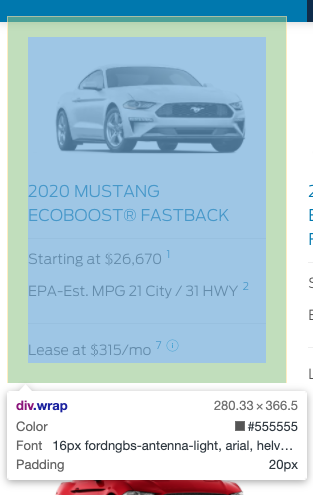 2020 MUSTANG
ECOBOOST® FASTBACK
Starting at $26,670 1
EPA-Est. MPG 21 City / 31 HWY 2
Lease at $315/mo 7 ⓘ
div.wrap 280.33 × 366.5
Color #555555
Font 16px fordngbs-antenna-light, arial, helv…
Padding 20px